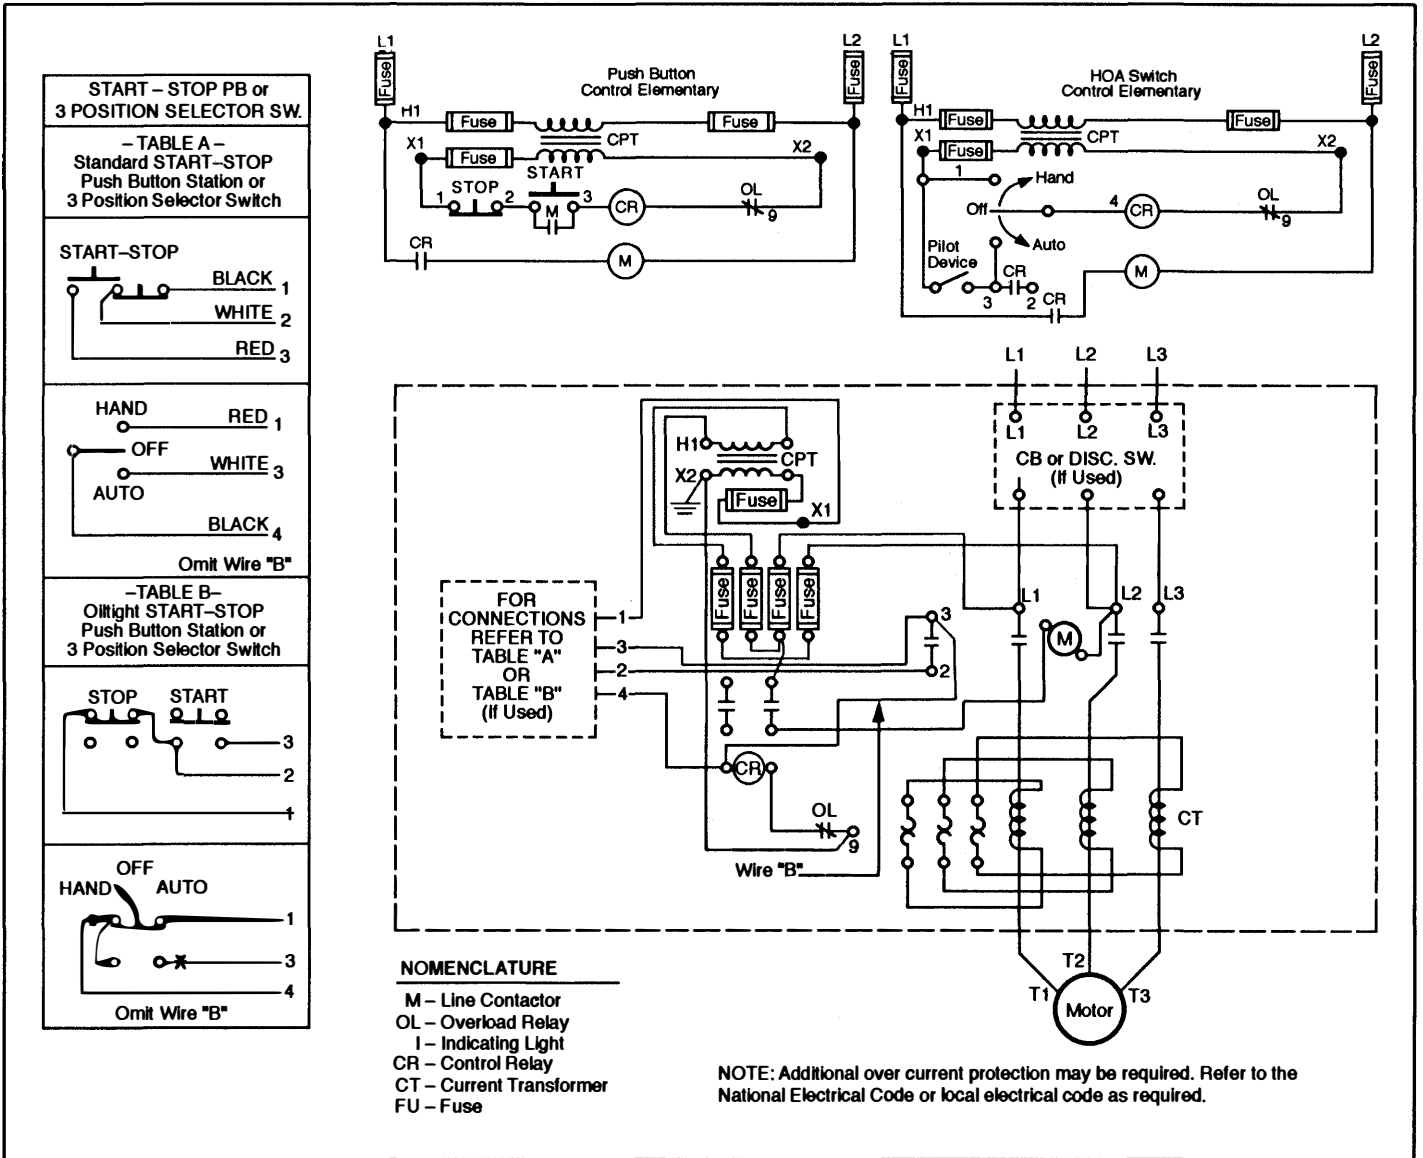 START – STOP PB or
3 POSITION SELECTOR SW.
– TABLE A –
Standard START–STOP
Push Button Station or
3 Position Selector Switch
START–STOP
BLACK 1
WHITE 2
RED 3
HAND
RED 1
OFF
WHITE 3
AUTO
BLACK 4
Omit Wire "B"
–TABLE B–
Oiltight START–STOP
Push Button Station or
3 Position Selector Switch
STOP START
3
2
1
OFF
HAND AUTO
1
3
4
Omit Wire "B"
L1
L2
Fuse
Fuse
Push Button
Control Elementary
H1
Fuse
Fuse
CPT
X1
X2
Fuse
START
STOP
1
2
M
3
CR
OL
9
CR
M
L1
L2
Fuse
Fuse
HOA Switch
Control Elementary
H1
Fuse
Fuse
X1
CPT
X2
Fuse
1
Hand
Off
4
CR
OL
9
Auto
Pilot
Device
CR
M
3
2
CR
L1 L2 L3
L1 L2 L3
CB or DISC. SW.
(If Used)
H1
CPT
X2
Fuse
X1
Fuse
Fuse
Fuse
Fuse
L1
L2
L3
FOR
CONNECTIONS
REFER TO
TABLE "A"
OR
TABLE "B"
(If Used)
1
3
2
4
3
2
M
CR
OL
9
Wire "B"
CT
T1
T2
T3
Motor
NOMENCLATURE
M – Line Contactor
OL – Overload Relay
I – Indicating Light
CR – Control Relay
CT – Current Transformer
FU – Fuse
NOTE: Additional over current protection may be required. Refer to the
National Electrical Code or local electrical code as required.